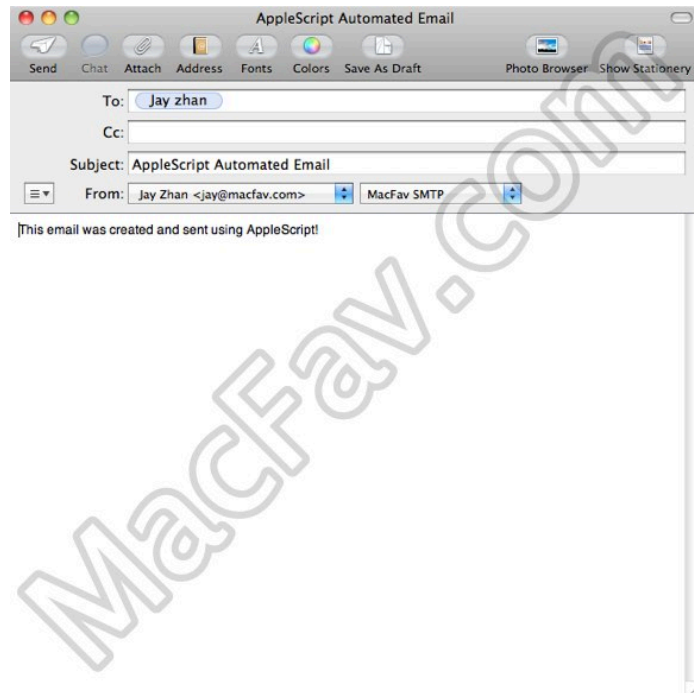 AppleScript Automated Email
Send Chat Attach Address Fonts Colors Save As Draft Photo Browser Show Stationery
To: Jay zhan
Cc:
Subject: AppleScript Automated Email
From: Jay Zhan <jay@macfav.com> MacFav SMTP
This email was created and sent using AppleScript!
MacFav.com